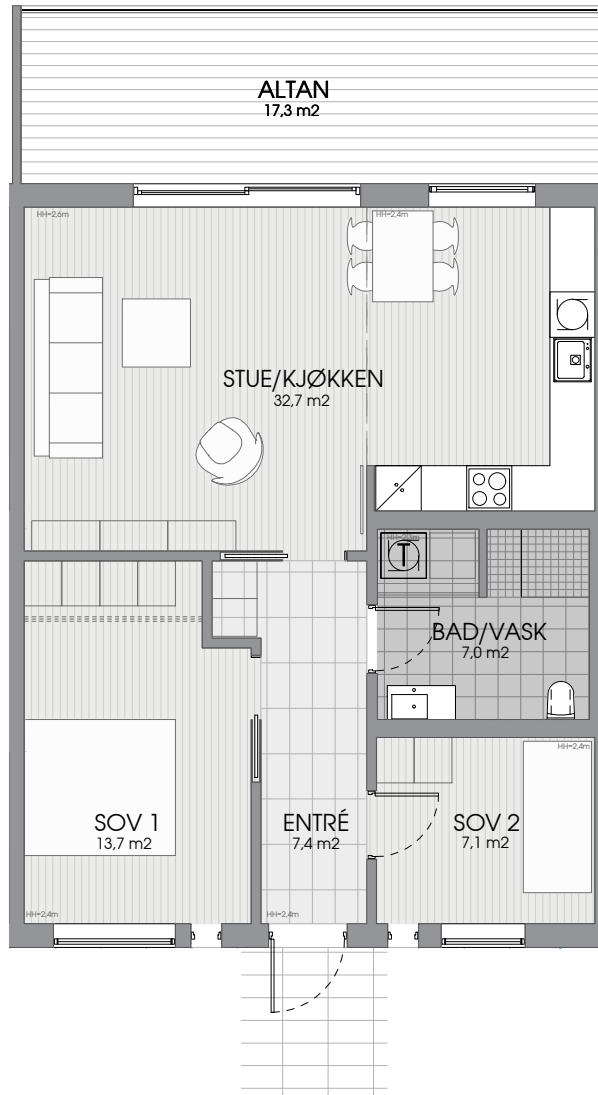 ALTAN
17,3 m2
HH=2,6m
HH=2,4m
STUE/KJØKKEN
32,7 m2
T
BAD/VASK
7,0 m2
HH=2,4m
SOV 1
13,7 m2
ENTRÉ
7,4 m2
SOV 2
7,1 m2
HH=2,4m
HH=2,4m